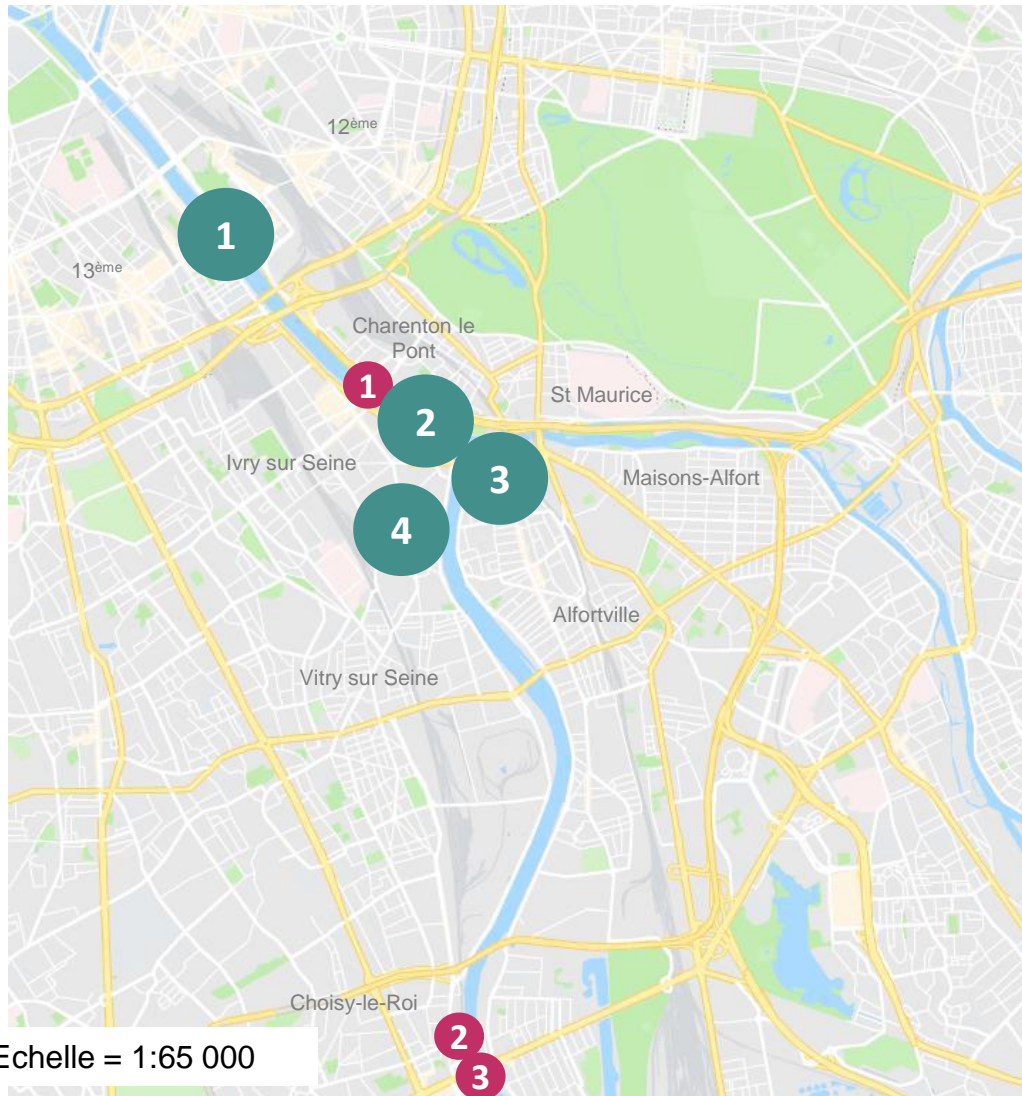 12ème
1
13ème
Charenton le
Pont
1
St Maurice
2
Ivry sur Seine
3
Maisons-Alfort
4
Alfortville
Vitry sur Seine
Choisy-le-Roi
2
Echelle = 1:65 000
3